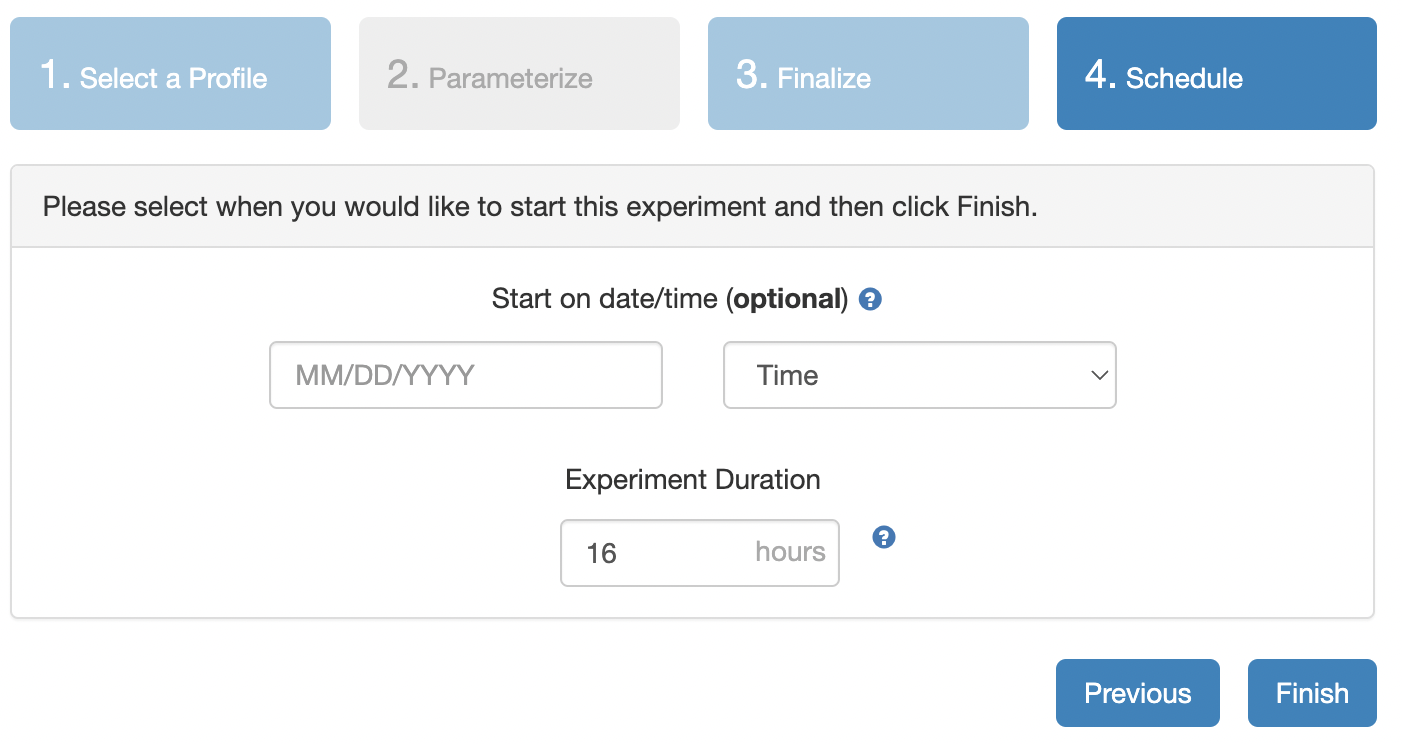 1. Select a Profile
2. Parameterize
3. Finalize
4. Schedule
Please select when you would like to start this experiment and then click Finish.
Start on date/time (optional) ?
MM/DD/YYYY
Time
Experiment Duration
16 hours ?
Previous
Finish